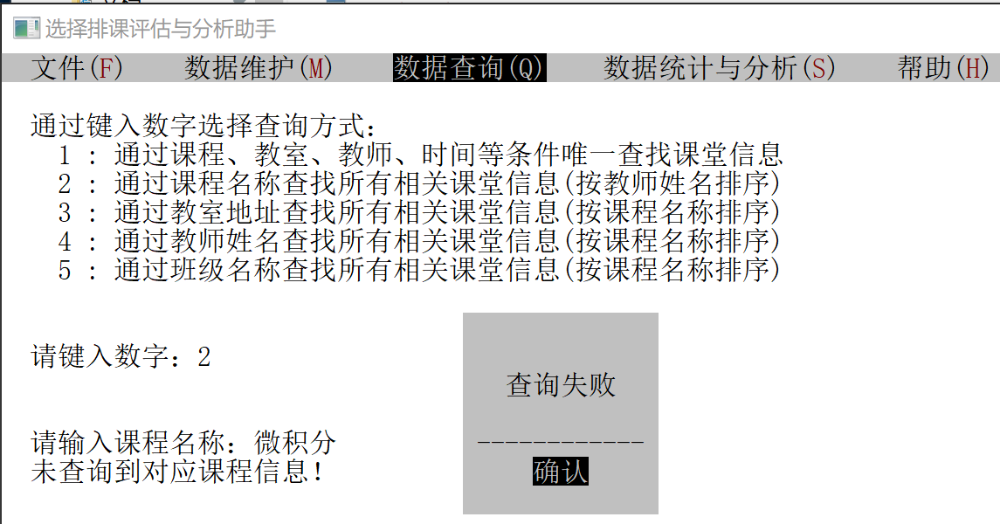 选择排课评估与分析助手
文件(F) 数据维护(M) 数据查询(Q) 数据统计与分析(S) 帮助(H)
通过键入数字选择查询方式:
1 : 通过课程、教室、教师、时间等条件唯一查找课堂信息
2 : 通过课程名称查找所有相关课堂信息(按教师姓名排序)
3 : 通过教室地址查找所有相关课堂信息(按课程名称排序)
4 : 通过教师姓名查找所有相关课堂信息(按课程名称排序)
5 : 通过班级名称查找所有相关课堂信息(按课程名称排序)
请键入数字: 2
查询失败
------------
确认
请输入课程名称: 微积分
未查询到对应课程信息!